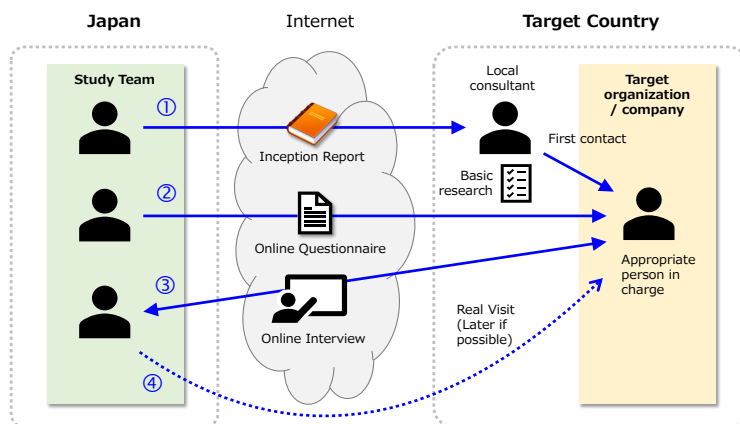 Japan
Internet
Target Country
Study Team
①
Inception Report
Local
consultant
First contact
Basic
research
Target
organization
/ company
②
Online Questionnaire
Appropriate
person in
charge
③
Online Interview
Real Visit
(Later if
possible)
④